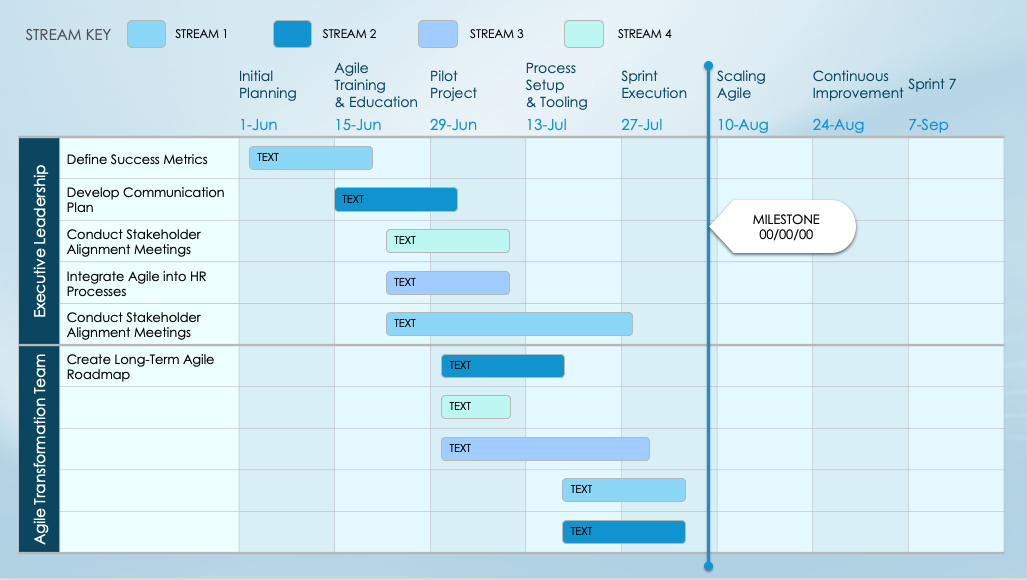 STREAM KEY
STREAM 1
STREAM 2
STREAM 3
STREAM 4
Initial
Planning
Agile
Training
& Education
Pilot
Project
Process
Setup
& Tooling
Sprint
Execution
Scaling
Agile
Continuous
Improvement
Sprint 7
1-Jun
15-Jun
29-Jun
13-Jul
27-Jul
10-Aug
24-Aug
7-Sep
Executive Leadership
Define Success Metrics
TEXT
Develop Communication
Plan
TEXT
Conduct Stakeholder
Alignment Meetings
TEXT
MILESTONE
00/00/00
Integrate Agile into HR
Processes
TEXT
Conduct Stakeholder
Alignment Meetings
TEXT
Agile Transformation Team
Create Long-Term Agile
Roadmap
TEXT
TEXT
TEXT
TEXT
TEXT